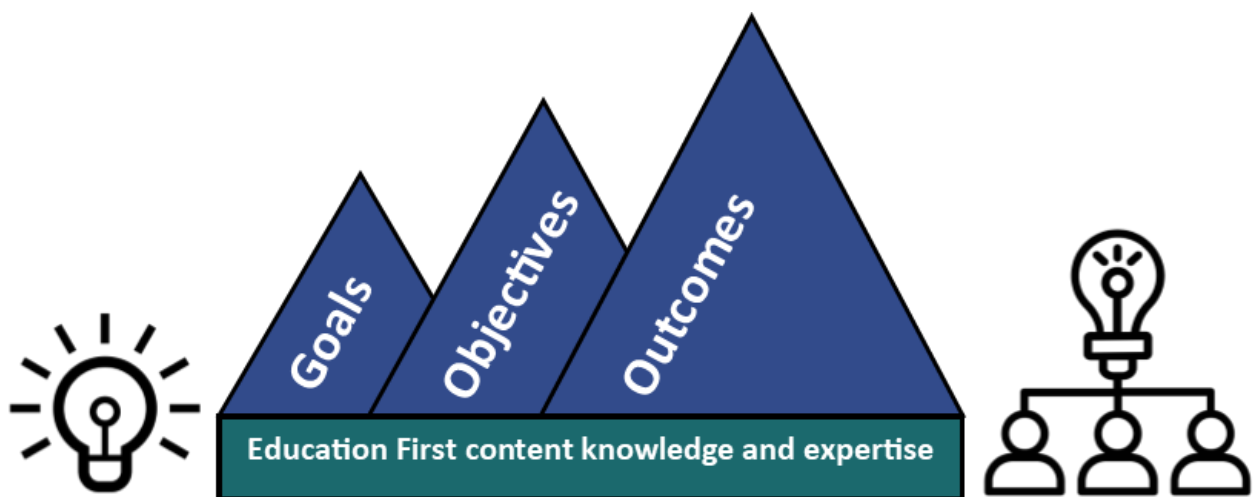 Goals
Objectives
Outcomes
Education First content knowledge and expertise